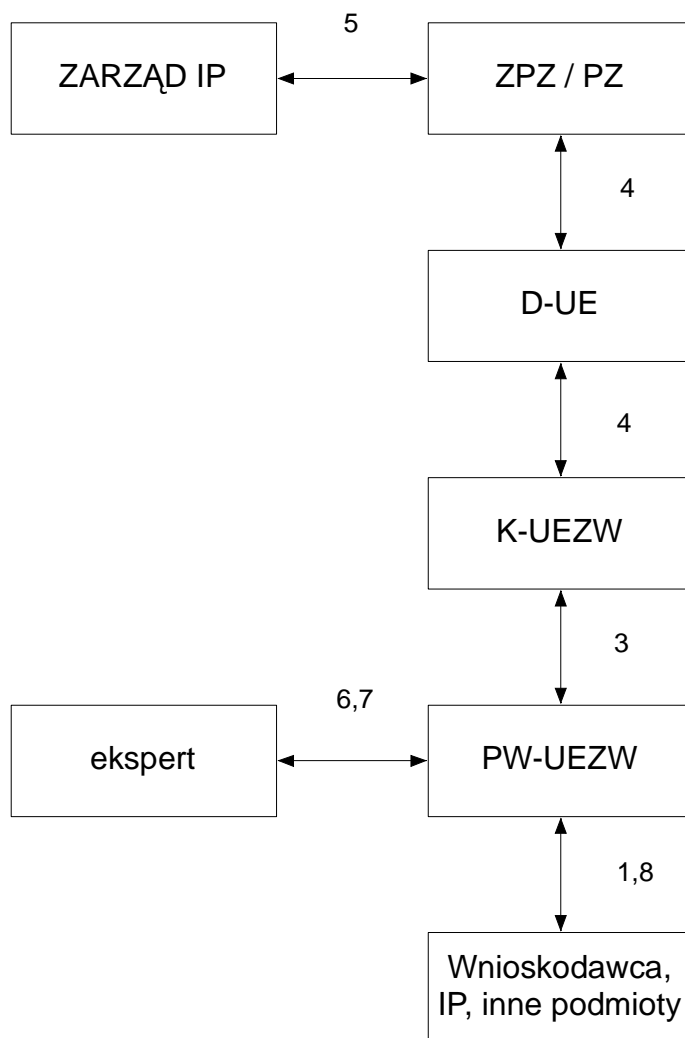 5
ZARZĄD IP
ZPZ / PZ
4
D-UE
4
K-UEZW
3
6,7
ekspert
PW-UEZW
1,8
Wnioskodawca,
IP, inne podmioty